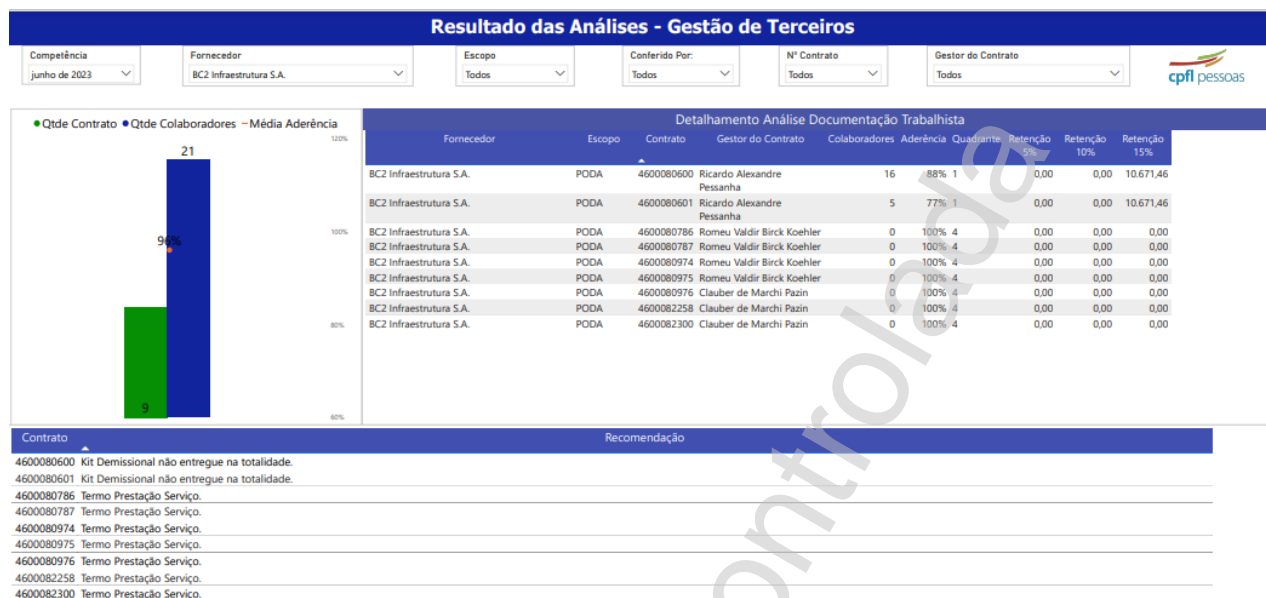 Resultado das Análises - Gestão de Terceiros
Competência Fornecedor Escopo Conferido Por: Nº Contrato Gestor do Contrato
junho de 2023 BC2 Infraestrutura S.A. Todos Todos Todos Todos
cpfl pessoas
Qtde Contrato Qtde Colaboradores Média Aderência
120%
21
100%
96%
80%
9
60%
Detalhamento Análise Documentação Trabalhista
Fornecedor Escopo Contrato Gestor do Contrato Colaboradores Aderência Quadrante Retenção 5% Retenção 10% Retenção 15%
BC2 Infraestrutura S.A. PODA 4600080600 Ricardo Alexandre Pessanha 16 88% 1 0,00 0,00 10.671,46
BC2 Infraestrutura S.A. PODA 4600080601 Ricardo Alexandre Pessanha 5 77% 1 0,00 0,00 10.671,46
BC2 Infraestrutura S.A. PODA 4600080786 Romeu Valdir Birck Koehler 0 100% 4 0,00 0,00 0,00
BC2 Infraestrutura S.A. PODA 4600080787 Romeu Valdir Birck Koehler 0 100% 4 0,00 0,00 0,00
BC2 Infraestrutura S.A. PODA 4600080974 Romeu Valdir Birck Koehler 0 100% 4 0,00 0,00 0,00
BC2 Infraestrutura S.A. PODA 4600080975 Romeu Valdir Birck Koehler 0 100% 4 0,00 0,00 0,00
BC2 Infraestrutura S.A. PODA 4600080976 Clauber de Marchi Pazin 0 100% 4 0,00 0,00 0,00
BC2 Infraestrutura S.A. PODA 4600082258 Clauber de Marchi Pazin 0 100% 4 0,00 0,00 0,00
BC2 Infraestrutura S.A. PODA 4600082300 Clauber de Marchi Pazin 0 100% 4 0,00 0,00 0,00
Contrato Recomendação
4600080600 Kit Demissional não entregue na totalidade.
4600080601 Kit Demissional não entregue na totalidade.
4600080786 Termo Prestação Serviço.
4600080787 Termo Prestação Serviço.
4600080974 Termo Prestação Serviço.
4600080975 Termo Prestação Serviço.
4600080976 Termo Prestação Serviço.
4600082258 Termo Prestação Serviço.
4600082300 Termo Prestação Serviço.
ontrolada